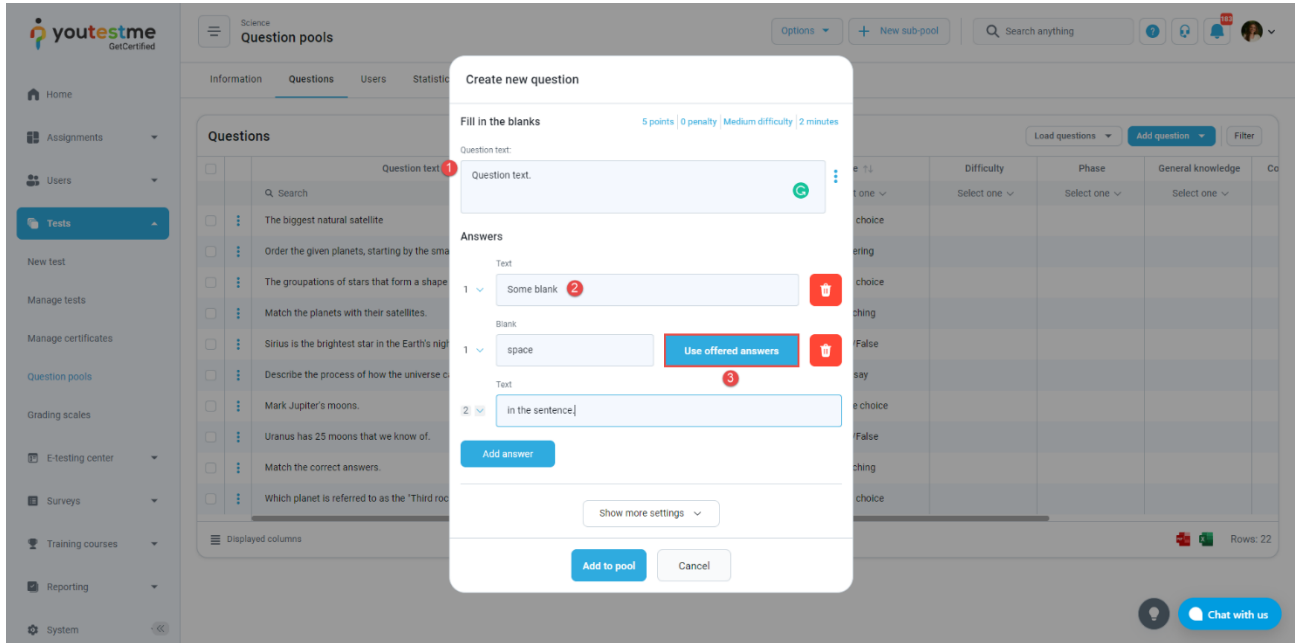 youtestme
GetCertified
Science
Question pools
Options
+ New sub-pool
Search anything
183
Home
Assignments
Users
Tests
New test
Manage tests
Manage certificates
Question pools
Grading scales
E-testing center
Surveys
Training courses
Reporting
System
Information Questions Users Statistic
Questions
Load questions
Add question
Filter
Question text
Difficulty Phase General knowledge Co
Search
t one Select one Select one Select one
The biggest natural satellite
choice
Order the given planets, starting by the sma
ering
The groupations of stars that form a shape
choice
Match the planets with their satellites.
ching
Sirius is the brightest star in the Earth's nigh
/False
Describe the process of how the universe ca
say
Mark Jupiter's moons.
e choice
Uranus has 25 moons that we know of.
/False
Match the correct answers.
ching
Which planet is referred to as the "Third roc
choice
Displayed columns
Rows: 22
Create new question
Fill in the blanks
5 points 0 penalty Medium difficulty 2 minutes
Question text:
1
Question text.
Answers
Text
1 Some blank 2
Blank
1 space Use offered answers
3
Text
2 in the sentence.
Add answer
Show more settings
Add to pool Cancel
Chat with us